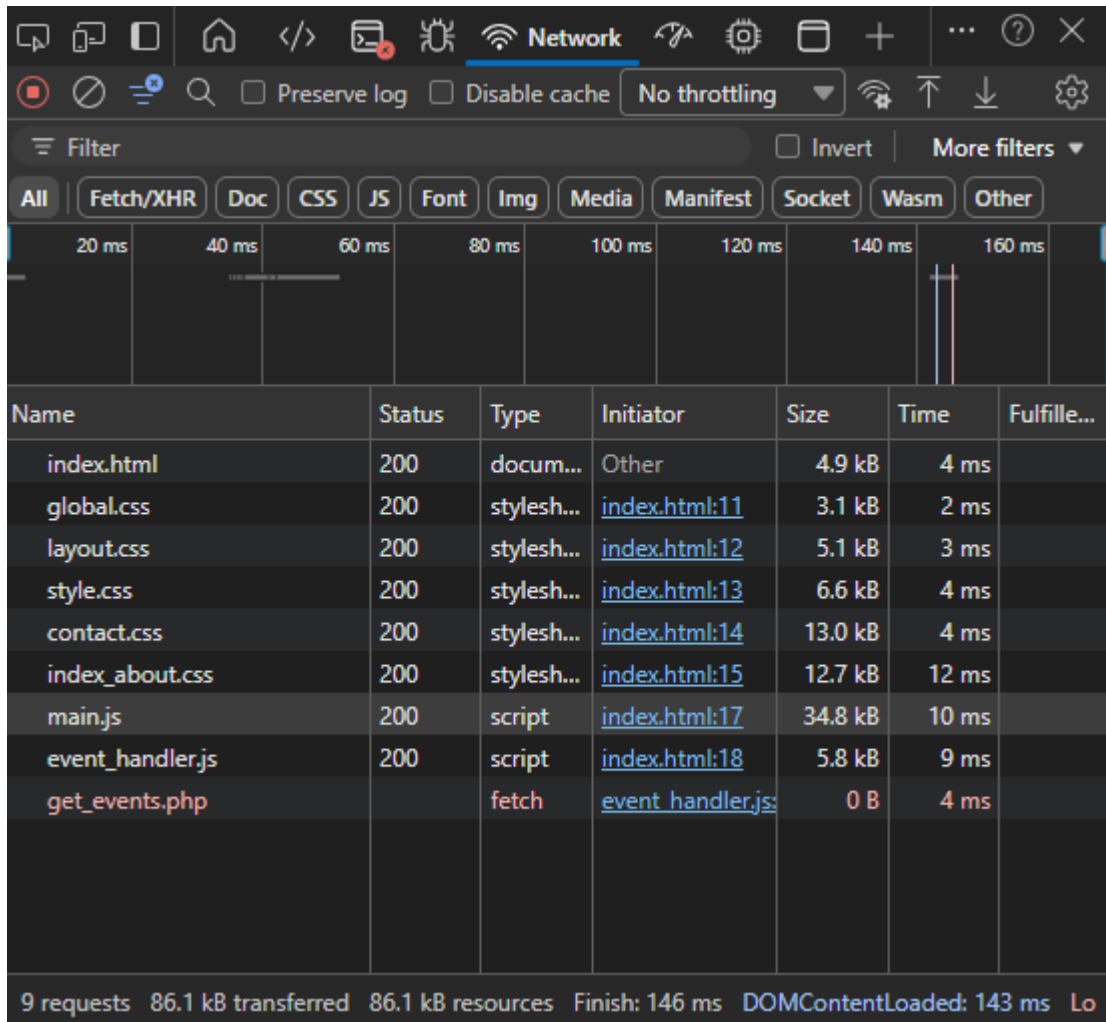 Network
Preserve log Disable cache No throttling
Filter Invert More filters
All Fetch/XHR Doc CSS JS Font Img Media Manifest Socket Wasm Other
20 ms 40 ms 60 ms 80 ms 100 ms 120 ms 140 ms 160 ms
Name Status Type Initiator Size Time Fulfille...
index.html 200 docum... Other 4.9 kB 4 ms
global.css 200 stylesh... index.html:11 3.1 kB 2 ms
layout.css 200 stylesh... index.html:12 5.1 kB 3 ms
style.css 200 stylesh... index.html:13 6.6 kB 4 ms
contact.css 200 stylesh... index.html:14 13.0 kB 4 ms
index_about.css 200 stylesh... index.html:15 12.7 kB 12 ms
main.js 200 script index.html:17 34.8 kB 10 ms
event_handler.js 200 script index.html:18 5.8 kB 9 ms
get_events.php fetch event_handler.js: 0 B 4 ms
9 requests 86.1 kB transferred 86.1 kB resources Finish: 146 ms DOMContentLoaded: 143 ms Lo